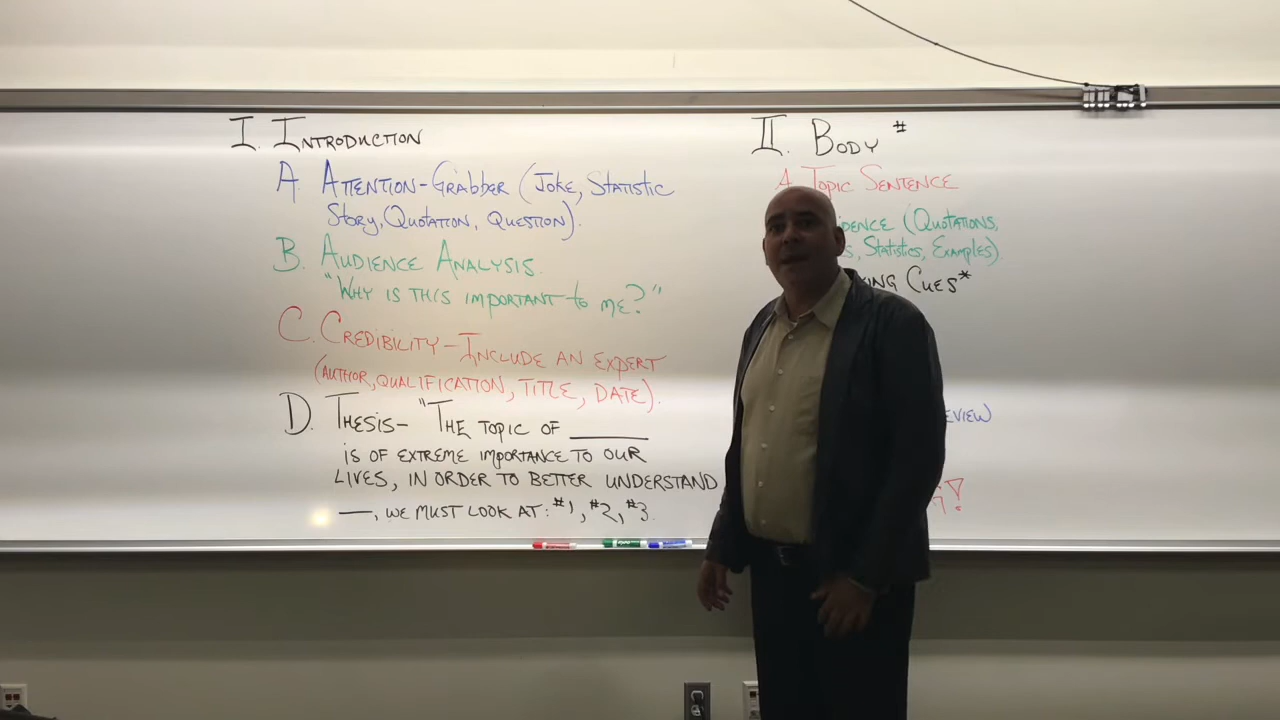 I. INTRODUCTION
A. ATTENTION-GRABBER (JOKE, STATISTIC
STORY, QUOTATION, QUESTION).
B. AUDIENCE ANALYSIS.
"WHY IS THIS IMPORTANT to ME?"
C. CREDIBILITY-INCLUDE AN EXPERT
(AUTHOR, QUALIFICATION, TITLE, DATE).
D. THESIS- "THE TOPIC OF ______
IS OF EXTREME IMPORTANCE TO OUR
LIVES, IN ORDER TO BETTER UNDERSTAND
___, WE MUST LOOK AT: #1, #2, #3.
II. BODY #
A. TOPIC SENTENCE
(QUOTATIONS,
STATISTICS, EXAMPLES).
CUES*